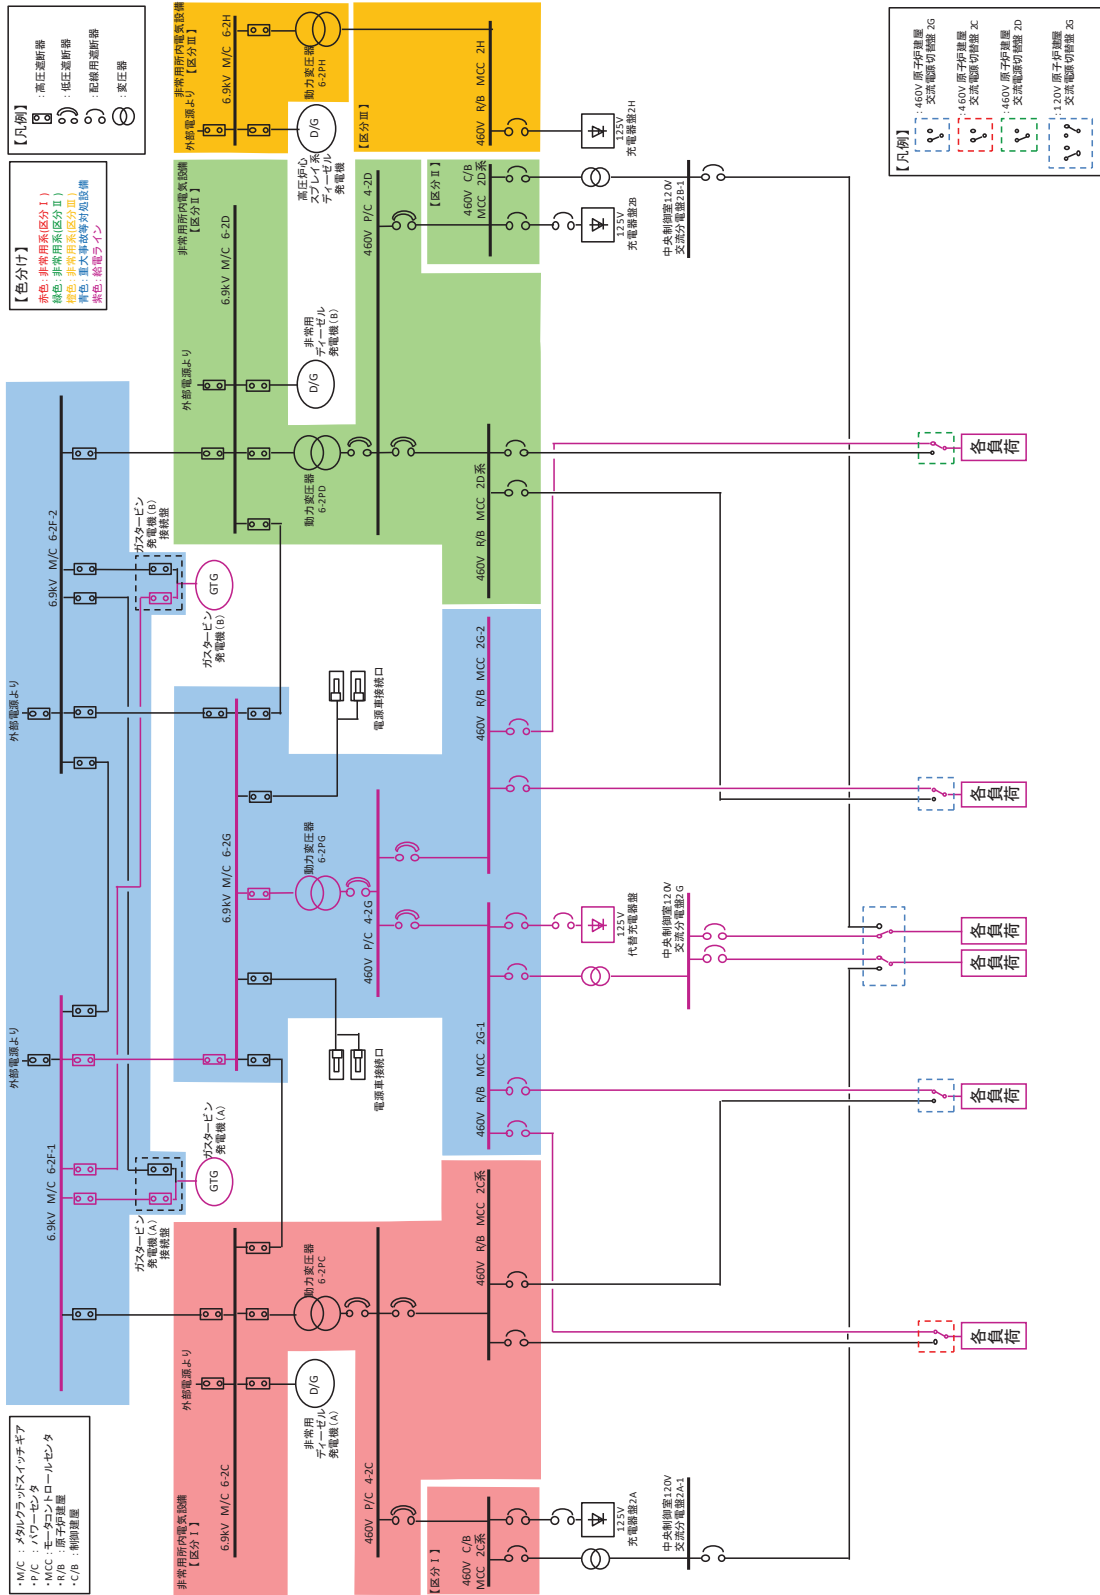 ・M/C ：メタルクラッドスイッチギア
・P/C ：パワーセンタ
・MCC：モータコントロールセンタ
・R/B ：原子炉建屋
・C/B ：制御建屋
【色分け】
赤色：非常用系(区分Ⅰ)
緑色：非常用系(区分Ⅱ)
橙色：非常用系(区分Ⅲ)
青色：重大事故等対処設備
紫色：給電ライン
【凡例】
：高圧遮断器
：低圧遮断器
：配線用遮断器
：変圧器
外部電源より
6.9kV M/C 6-2F-1
外部電源より
6.9kV M/C 6-2F-2
ガスタービン
発電機(A)
接続盤
GTG
ガスタービン
発電機(A)
ガスタービン
発電機(B)
接続盤
GTG
ガスタービン
発電機(B)
非常用所内電気設備
【区分Ⅰ】
外部電源より
6.9kV M/C 6-2C
D/G
非常用
ディーゼル
発電機(A)
動力変圧器
6-2PC
460V P/C 4-2C
【区分Ⅰ】
460V C/B
MCC 2C系
460V R/B MCC 2C系
125V
充電器盤2A
中央制御室120V
交流分電盤2A-1
6.9kV M/C 6-2G
電源車接続口
電源車接続口
動力変圧器
6-2PG
460V P/C 4-2G
460V R/B MCC 2G-1
460V R/B MCC 2G-2
125V
代替充電器盤
中央制御室120V
交流分電盤2G
非常用所内電気設備
【区分Ⅱ】
外部電源より
6.9kV M/C 6-2D
動力変圧器
6-2PD
D/G
非常用
ディーゼル
発電機(B)
460V P/C 4-2D
460V R/B MCC 2D系
【区分Ⅱ】
460V C/B
MCC 2D系
125V
充電器盤2B
中央制御室120V
交流分電盤2B-1
非常用所内電気設備
【区分Ⅲ】
外部電源より
6.9kV M/C 6-2H
D/G
高圧炉心
スプレイ系
ディーゼル
発電機
動力変圧器
6-2PH
【区分Ⅲ】
460V R/B MCC 2H
125V
充電器盤2H
各負荷
各負荷
各負荷
各負荷
各負荷
各負荷
【凡例】
：460V 原子炉建屋
交流電源切替盤 2G
：460V 原子炉建屋
交流電源切替盤 2C
：460V 原子炉建屋
交流電源切替盤 2D
：120V 原子炉建屋
交流電源切替盤 2G